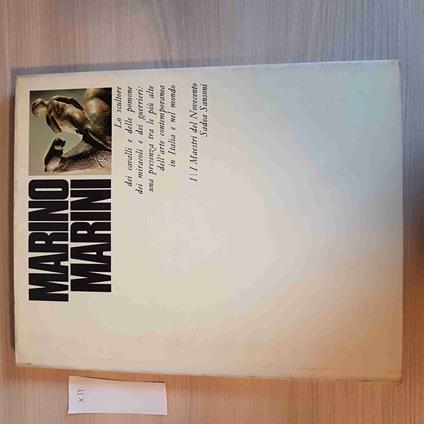 MARINO
MARINI
Lo scultore
dei cavalli e delle pomone
dei miracoli e dei guerrieri:
una presenza tra le più alte
dell'arte contemporanea
in Italia e nel mondo
1 \ I Maestri del Novecento
Sadea Sansoni